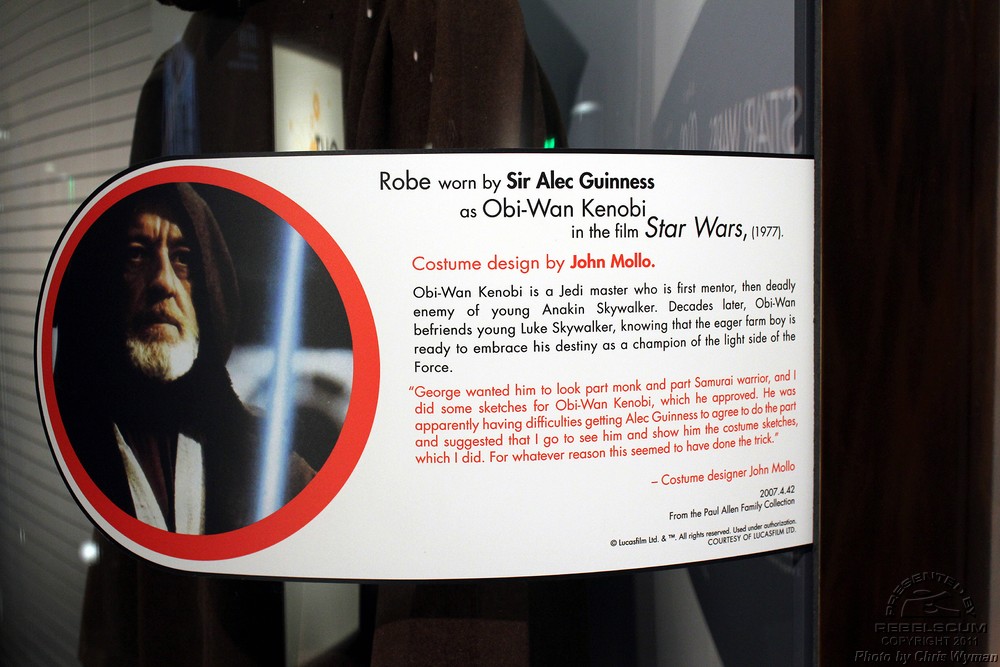 Robe worn by Sir Alec Guinness
as Obi-Wan Kenobi
in the film Star Wars, (1977).
Costume design by John Mollo.
Obi-Wan Kenobi is a Jedi master who is first mentor, then deadly
enemy of young Anakin Skywalker. Decades later, Obi-Wan
befriends young Luke Skywalker, knowing that the eager farm boy is
ready to embrace his destiny as a champion of the light side of the
Force.
“George wanted him to look part monk and part Samurai warrior, and I
did some sketches for Obi-Wan Kenobi, which he approved. He was
apparently having difficulties getting Alec Guinness to agree to do the part
and suggested that I go to see him and show him the costume sketches,
which I did. For whatever reason this seemed to have done the trick.”
– Costume designer John Mollo
2007.4.42
From the Paul Allen Family Collection
© Lucasfilm Ltd. & ™. All rights reserved. Used under authorization.
COURTESY OF LUCASFILM LTD.
STAR WARS
PRESENTED BY
REBELSCUM
COPYRIGHT 2011
Photo by Chris Wyman